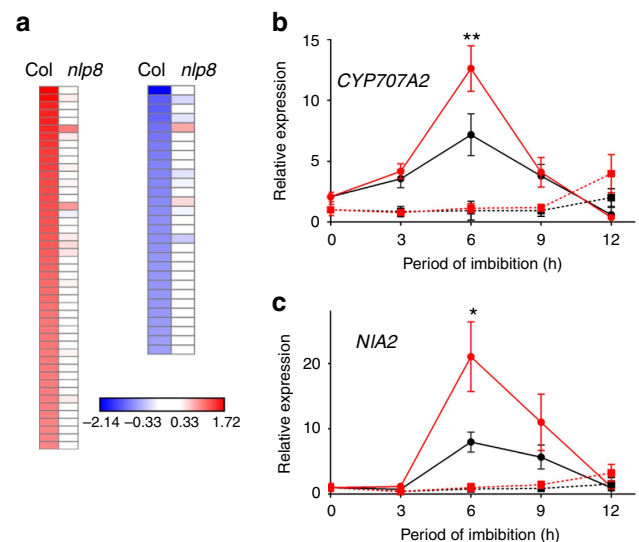 a
Col nlp8
Col nlp8
−2.14 −0.33 0.33 1.72
b
CYP707A2
**
Relative expression
15
10
5
0
0 3 6 9 12
Period of imbibition (h)
c
NIA2
*
Relative expression
20
10
0
0 3 6 9 12
Period of imbibition (h)